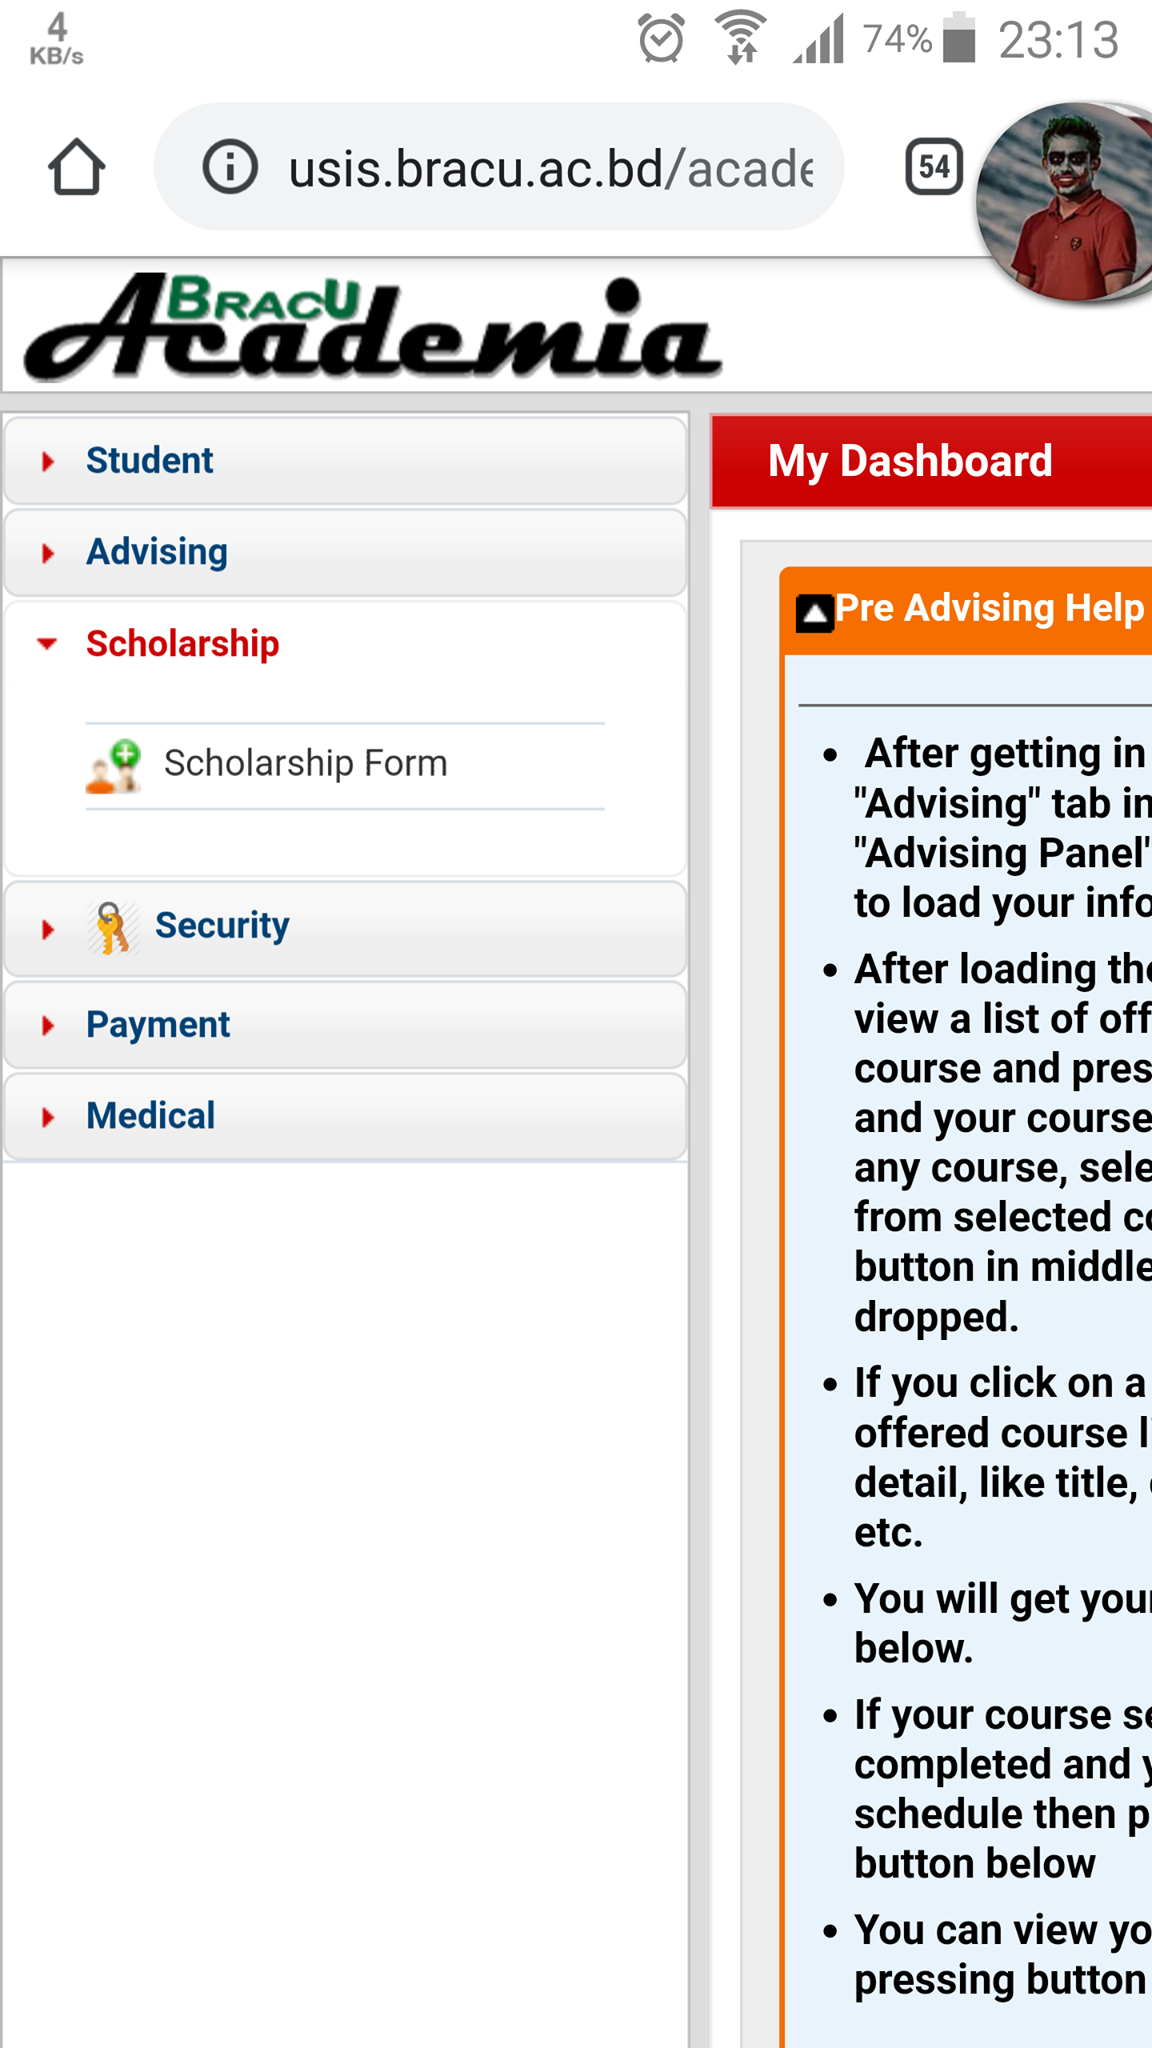 4
KB/s
74%
23:13
usis.bracu.ac.bd/acade
54
BRACU
Academia
Student
Advising
Scholarship
Scholarship Form
Security
Payment
Medical
My Dashboard
Pre Advising Help
• After getting in
"Advising" tab in
"Advising Panel"
to load your info
• After loading the
view a list of off
course and pres
and your course
any course, sele
from selected co
button in middle
dropped.
• If you click on a
offered course li
detail, like title,
etc.
• You will get your
below.
• If your course se
completed and y
schedule then p
button below
• You can view yo
pressing button